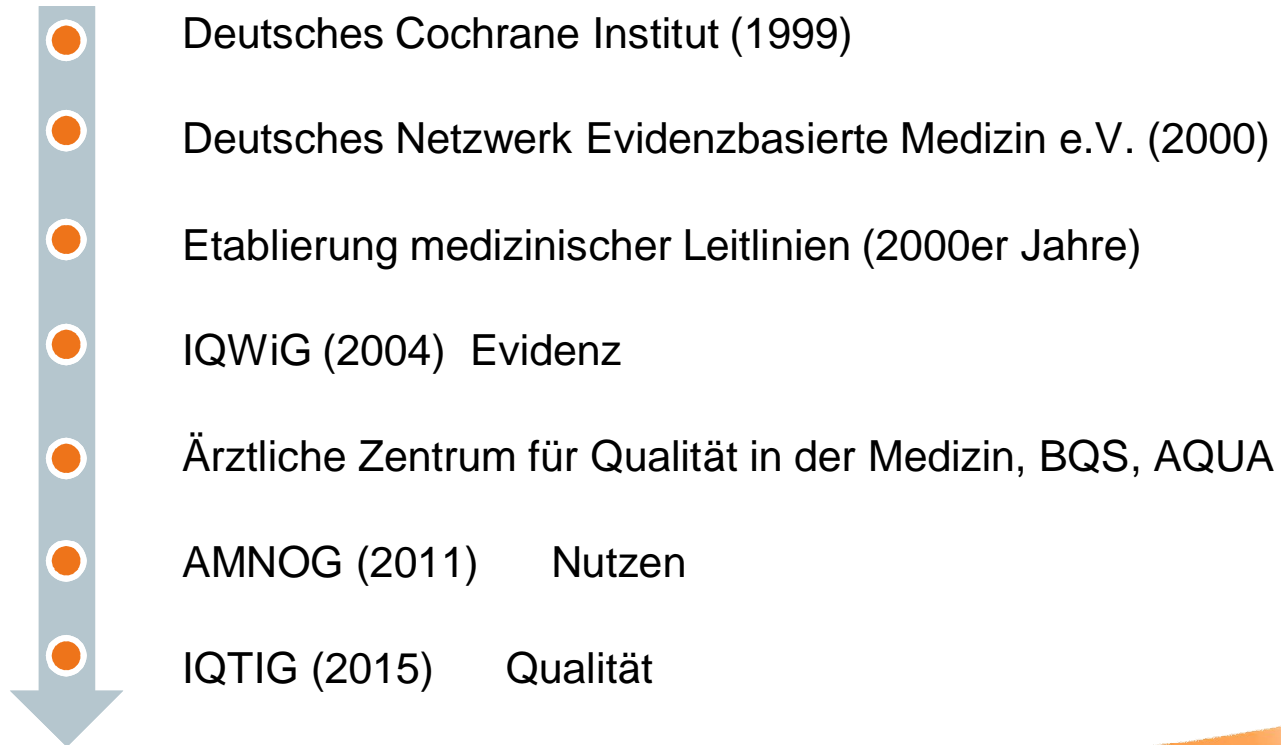 Deutsches Cochrane Institut (1999)
Deutsches Netzwerk Evidenzbasierte Medizin e.V. (2000)
Etablierung medizinischer Leitlinien (2000er Jahre)
IQWiG (2004) Evidenz
Ärztliche Zentrum für Qualität in der Medizin, BQS, AQUA
AMNOG (2011) Nutzen
IQTIG (2015) Qualität